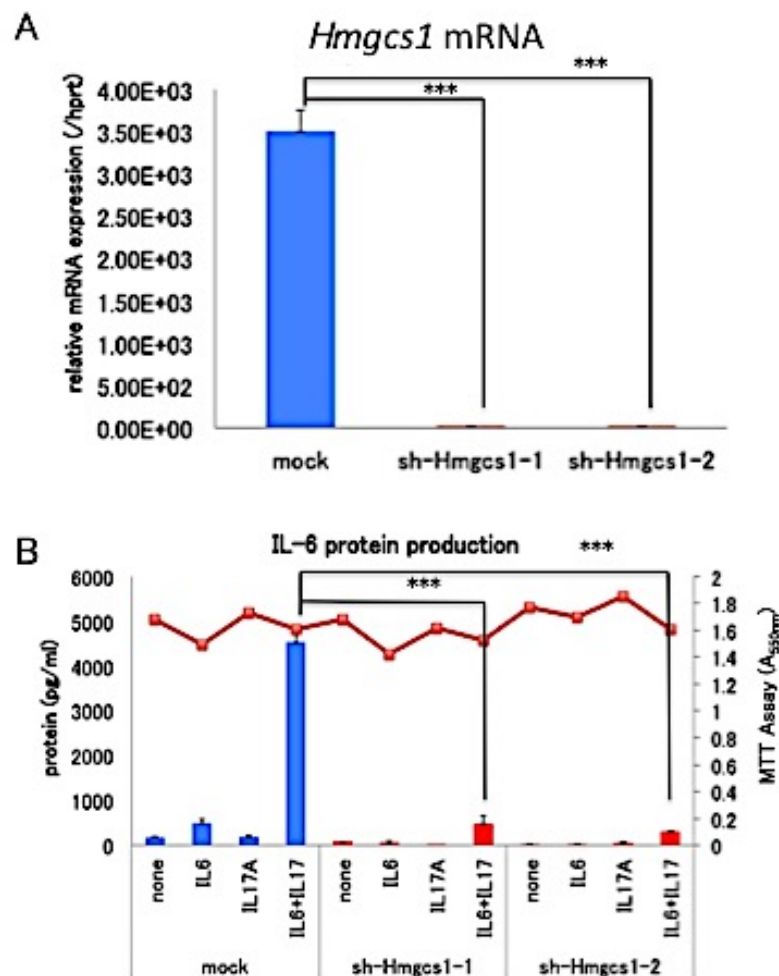 A
Hmgcs1 mRNA
***
***
relative mRNA expression (/hprt)
4.00E+03
3.50E+03
3.00E+03
2.50E+03
2.00E+03
1.50E+03
1.00E+03
5.00E+02
0.00E+00
mock sh-Hmgcs1-1 sh-Hmgcs1-2
B
IL-6 protein production
***
***
protein (pg/ml)
6000
5000
4000
3000
2000
1000
0
2
1.8
1.6
1.4
1.2
1
0.8
0.6
0.4
0.2
0
MTT Assay (A550nm)
none IL6 IL17A IL6+IL17 none IL6 IL17A IL6+IL17 none IL6 IL17A IL6+IL17
mock sh-Hmgcs1-1 sh-Hmgcs1-2